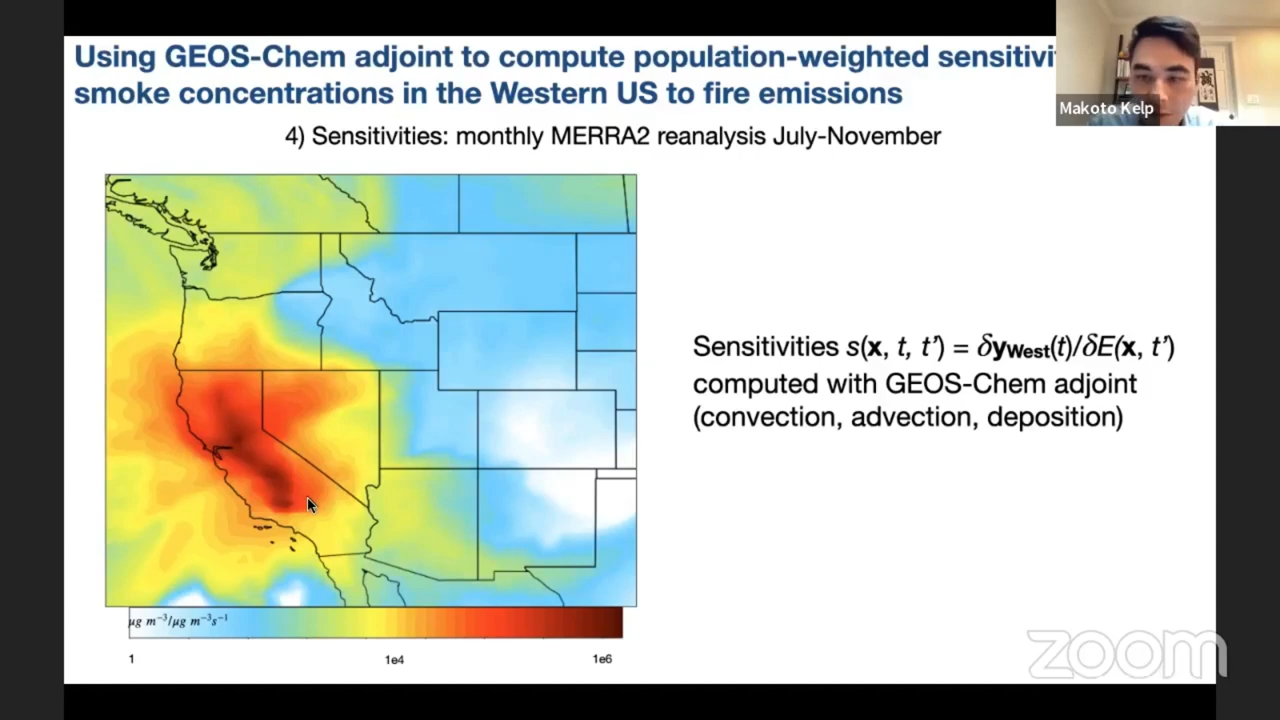 Using GEOS-Chem adjoint to compute population-weighted sensitivi
smoke concentrations in the Western US to fire emissions
Makoto Kelp
4) Sensitivities: monthly MERRA2 reanalysis July-November
Sensitivities s(x, t, t’) = δyWest(t)/δE(x, t’)
computed with GEOS-Chem adjoint
(convection, advection, deposition)
μg m⁻³/μg m⁻³s⁻¹
1 1e4 1e6
zoom